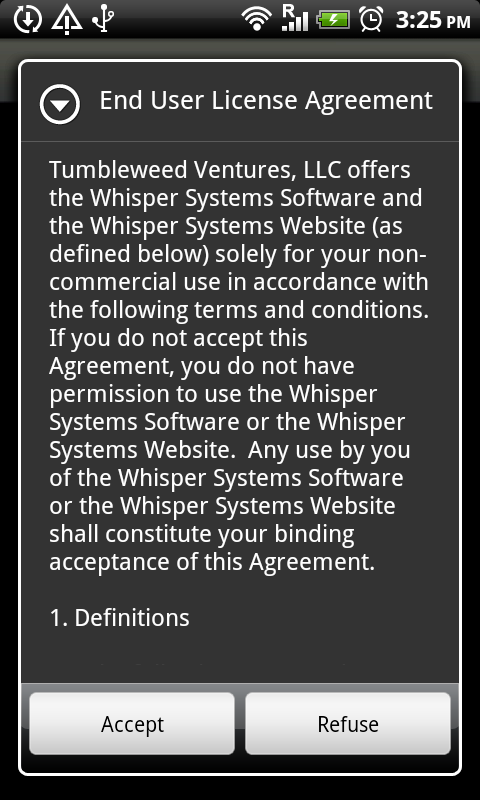 R
3:25 PM
End User License Agreement
Tumbleweed Ventures, LLC offers
the Whisper Systems Software and
the Whisper Systems Website (as
defined below) solely for your non-
commercial use in accordance with
the following terms and conditions.
If you do not accept this
Agreement, you do not have
permission to use the Whisper
Systems Software or the Whisper
Systems Website.  Any use by you
of the Whisper Systems Software
or the Whisper Systems Website
shall constitute your binding
acceptance of this Agreement.
1. Definitions
Accept
Refuse